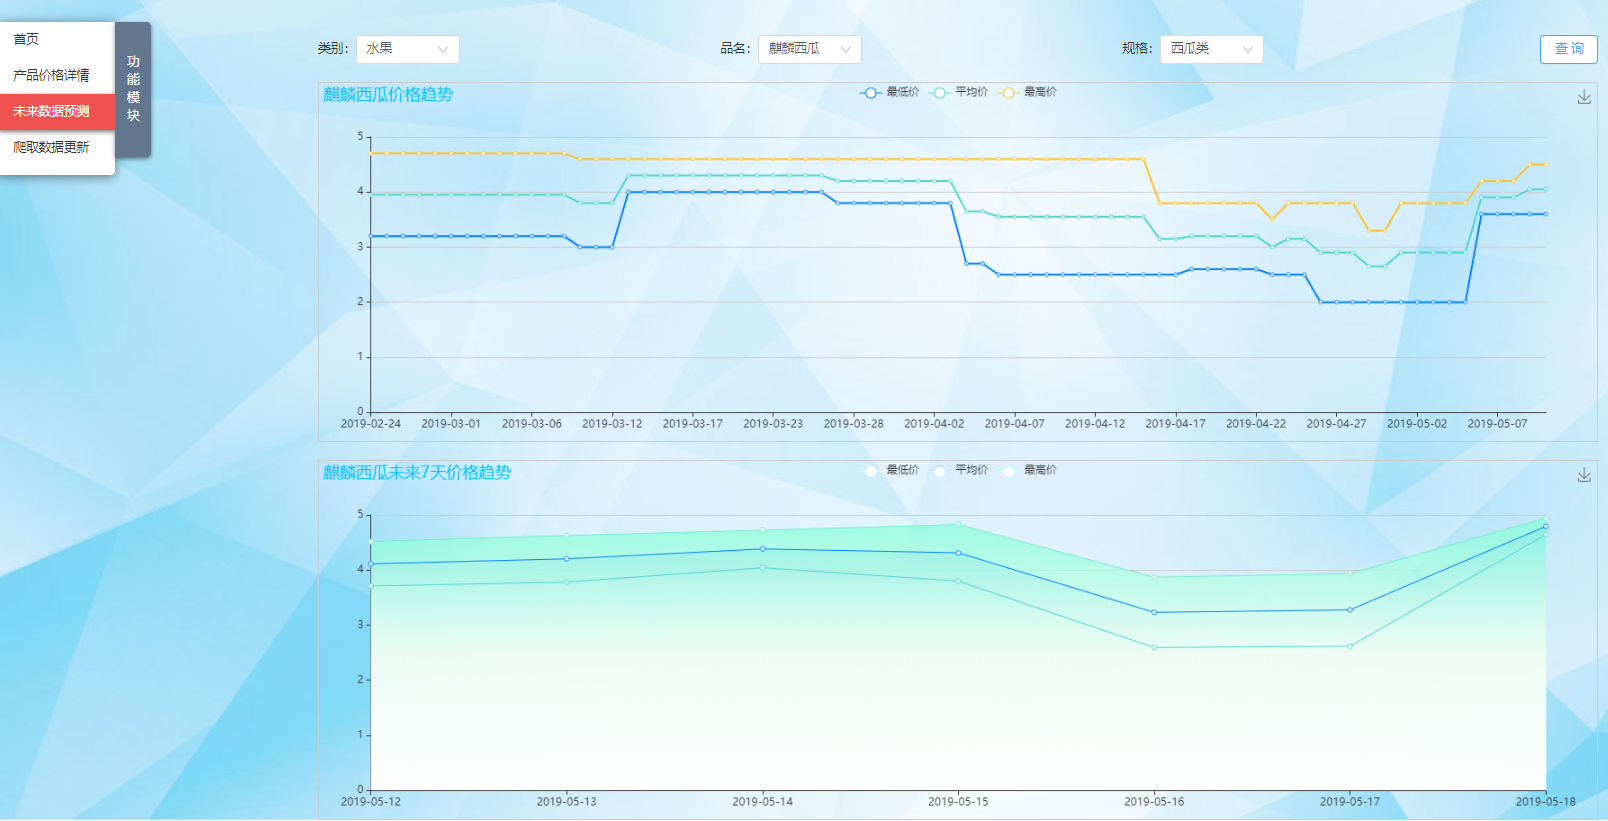 首页
产品价格详情
未来数据预测
爬取数据更新
功能模块
类别: 水果 品名: 麒麟西瓜 规格: 西瓜类 查 询
麒麟西瓜价格趋势
最低价 平均价 最高价
5
4
3
2
1
0
2019-02-24 2019-03-01 2019-03-06 2019-03-12 2019-03-17 2019-03-23 2019-03-28 2019-04-02 2019-04-07 2019-04-12 2019-04-17 2019-04-22 2019-04-27 2019-05-02 2019-05-07
麒麟西瓜未来7天价格趋势
最低价 平均价 最高价
5
4
3
2
1
0
2019-05-12 2019-05-13 2019-05-14 2019-05-15 2019-05-16 2019-05-17 2019-05-18